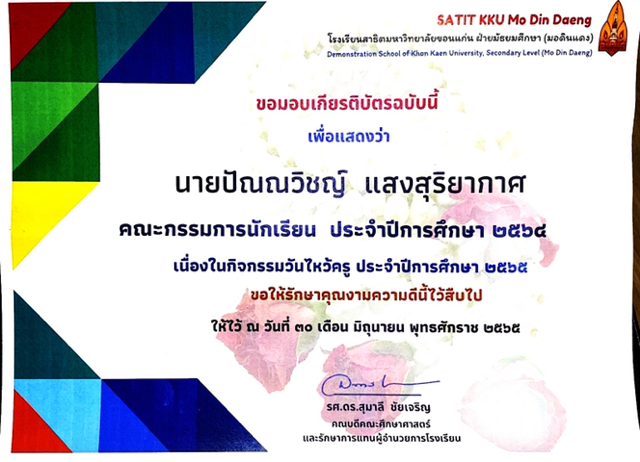 SATIT KKU Mo Din Daeng
โรงเรียนสาธิตมหาวิทยาลัยขอนแก่น ฝ่ายมัธยมศึกษา (มอดินแดง)
Demonstration School of Khon Kaen University, Secondary Level (Mo Din Daeng)
ขอมอบเกียรติบัตรฉบับนี้
เพื่อแสดงว่า
นายปัณณวิชญ์ แสงสุริยากาศ
คณะกรรมการนักเรียน ประจำปีการศึกษา ๒๕๖๔
เนื่องในกิจกรรมวันไหว้ครู ประจำปีการศึกษา ๒๕๖๕
ขอให้รักษาคุณงามความดีนี้ไว้สืบไป
ให้ไว้ ณ วันที่ ๓๐ เดือน มิถุนายน พุทธศักราช ๒๕๖๕
รศ.ดร.สุมาลี ชัยเจริญ
คณบดีคณะศึกษาศาสตร์
และรักษาการแทนผู้อำนวยการโรงเรียน